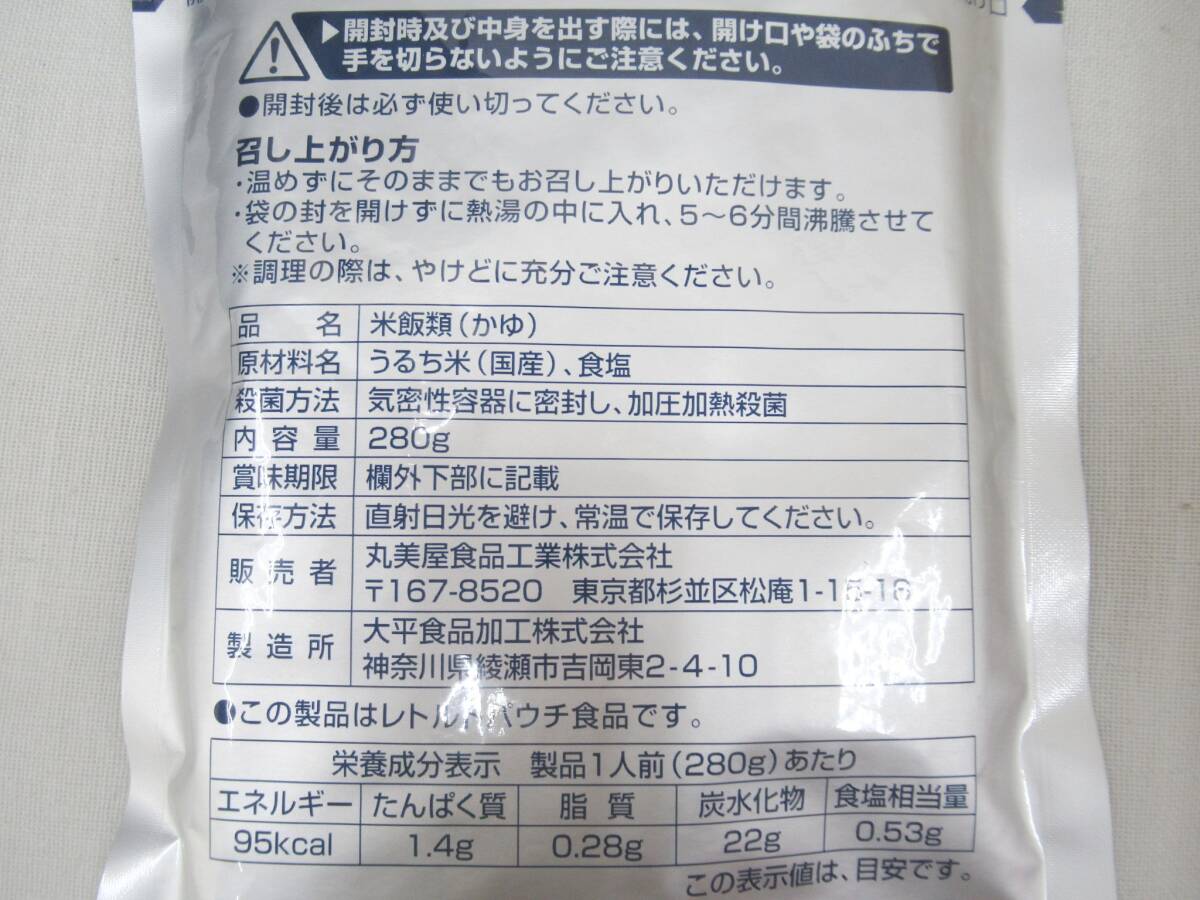 ▶開封時及び中身を出す際には、開け口や袋のふちで
手を切らないようにご注意ください。
●開封後は必ず使い切ってください。
召し上がり方
・温めずにそのままでもお召し上がりいただけます。
・袋の封を開けずに熱湯の中に入れ、5〜6分間沸騰させて
ください。
※調理の際は、やけどに充分ご注意ください。
品名 米飯類(かゆ)
原材料名 うるち米(国産)、食塩
殺菌方法 気密性容器に密封し、加圧加熱殺菌
内容量 280g
賞味期限 欄外下部に記載
保存方法 直射日光を避け、常温で保存してください。
販売者 丸美屋食品工業株式会社
〒167-8520 東京都杉並区松庵1-15-18
製造所 大平食品加工株式会社
神奈川県綾瀬市吉岡東2-4-10
●この製品はレトルトパウチ食品です。
栄養成分表示 製品1人前(280g)あたり
エネルギー たんぱく質 脂質 炭水化物 食塩相当量
95kcal 1.4g 0.28g 22g 0.53g
この表示値は、目安です。